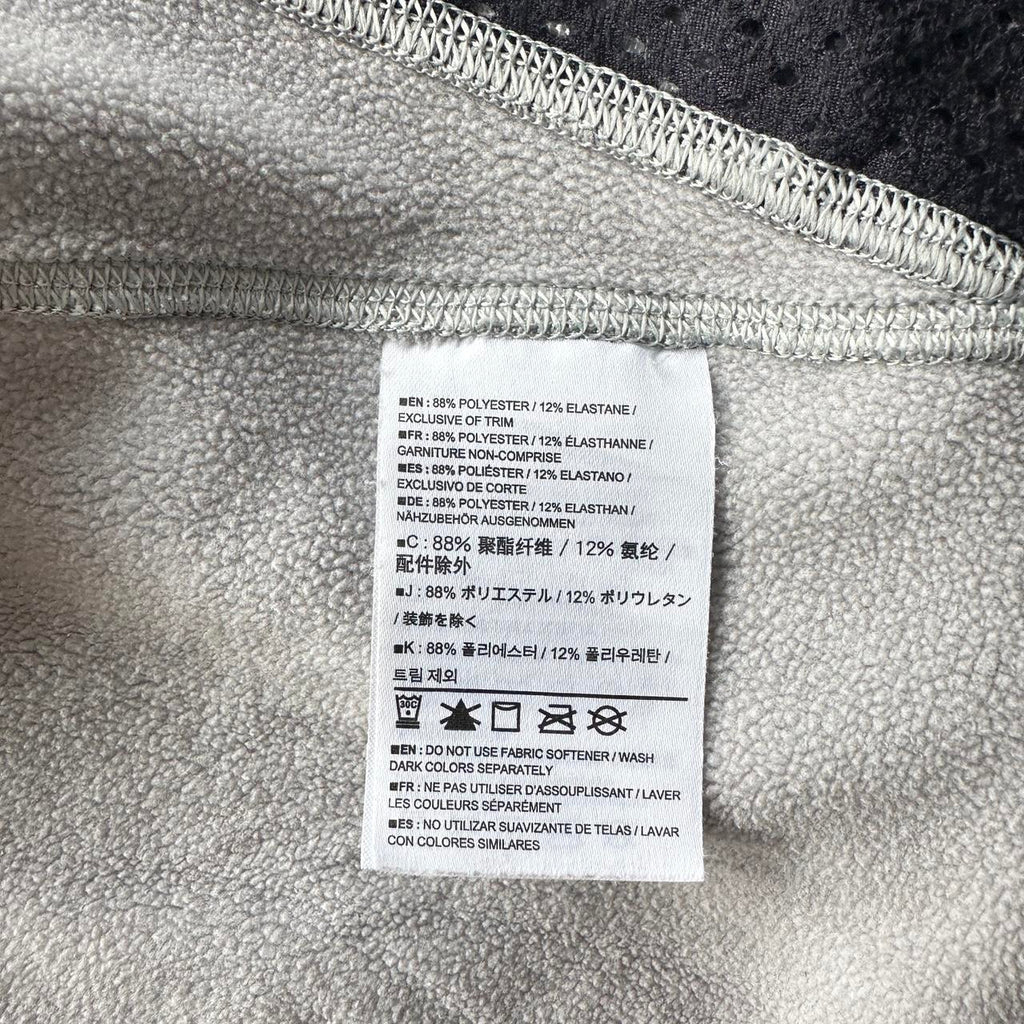 ■EN : 88% POLYESTER / 12% ELASTANE /
EXCLUSIVE OF TRIM
■FR : 88% POLYESTER / 12% ÉLASTHANNE /
GARNITURE NON-COMPRISE
■ES : 88% POLIÉSTER / 12% ELASTANO /
EXCLUSIVO DE CORTE
■DE : 88% POLYESTER / 12% ELASTHAN /
NÄHZUBEHÖR AUSGENOMMEN
■C : 88% 聚酯纤维 / 12% 氨纶 /
配件除外
■J : 88% ポリエステル / 12% ポリウレタン
/ 装飾を除く
■K : 88% 폴리에스터 / 12% 폴리우레탄 /
트림 제외
30C
■EN : DO NOT USE FABRIC SOFTENER / WASH
DARK COLORS SEPARATELY
■FR : NE PAS UTILISER D'ASSOUPLISSANT / LAVER
LES COULEURS SÉPARÉMENT
■ES : NO UTILIZAR SUAVIZANTE DE TELAS / LAVAR
CON COLORES SIMILARES